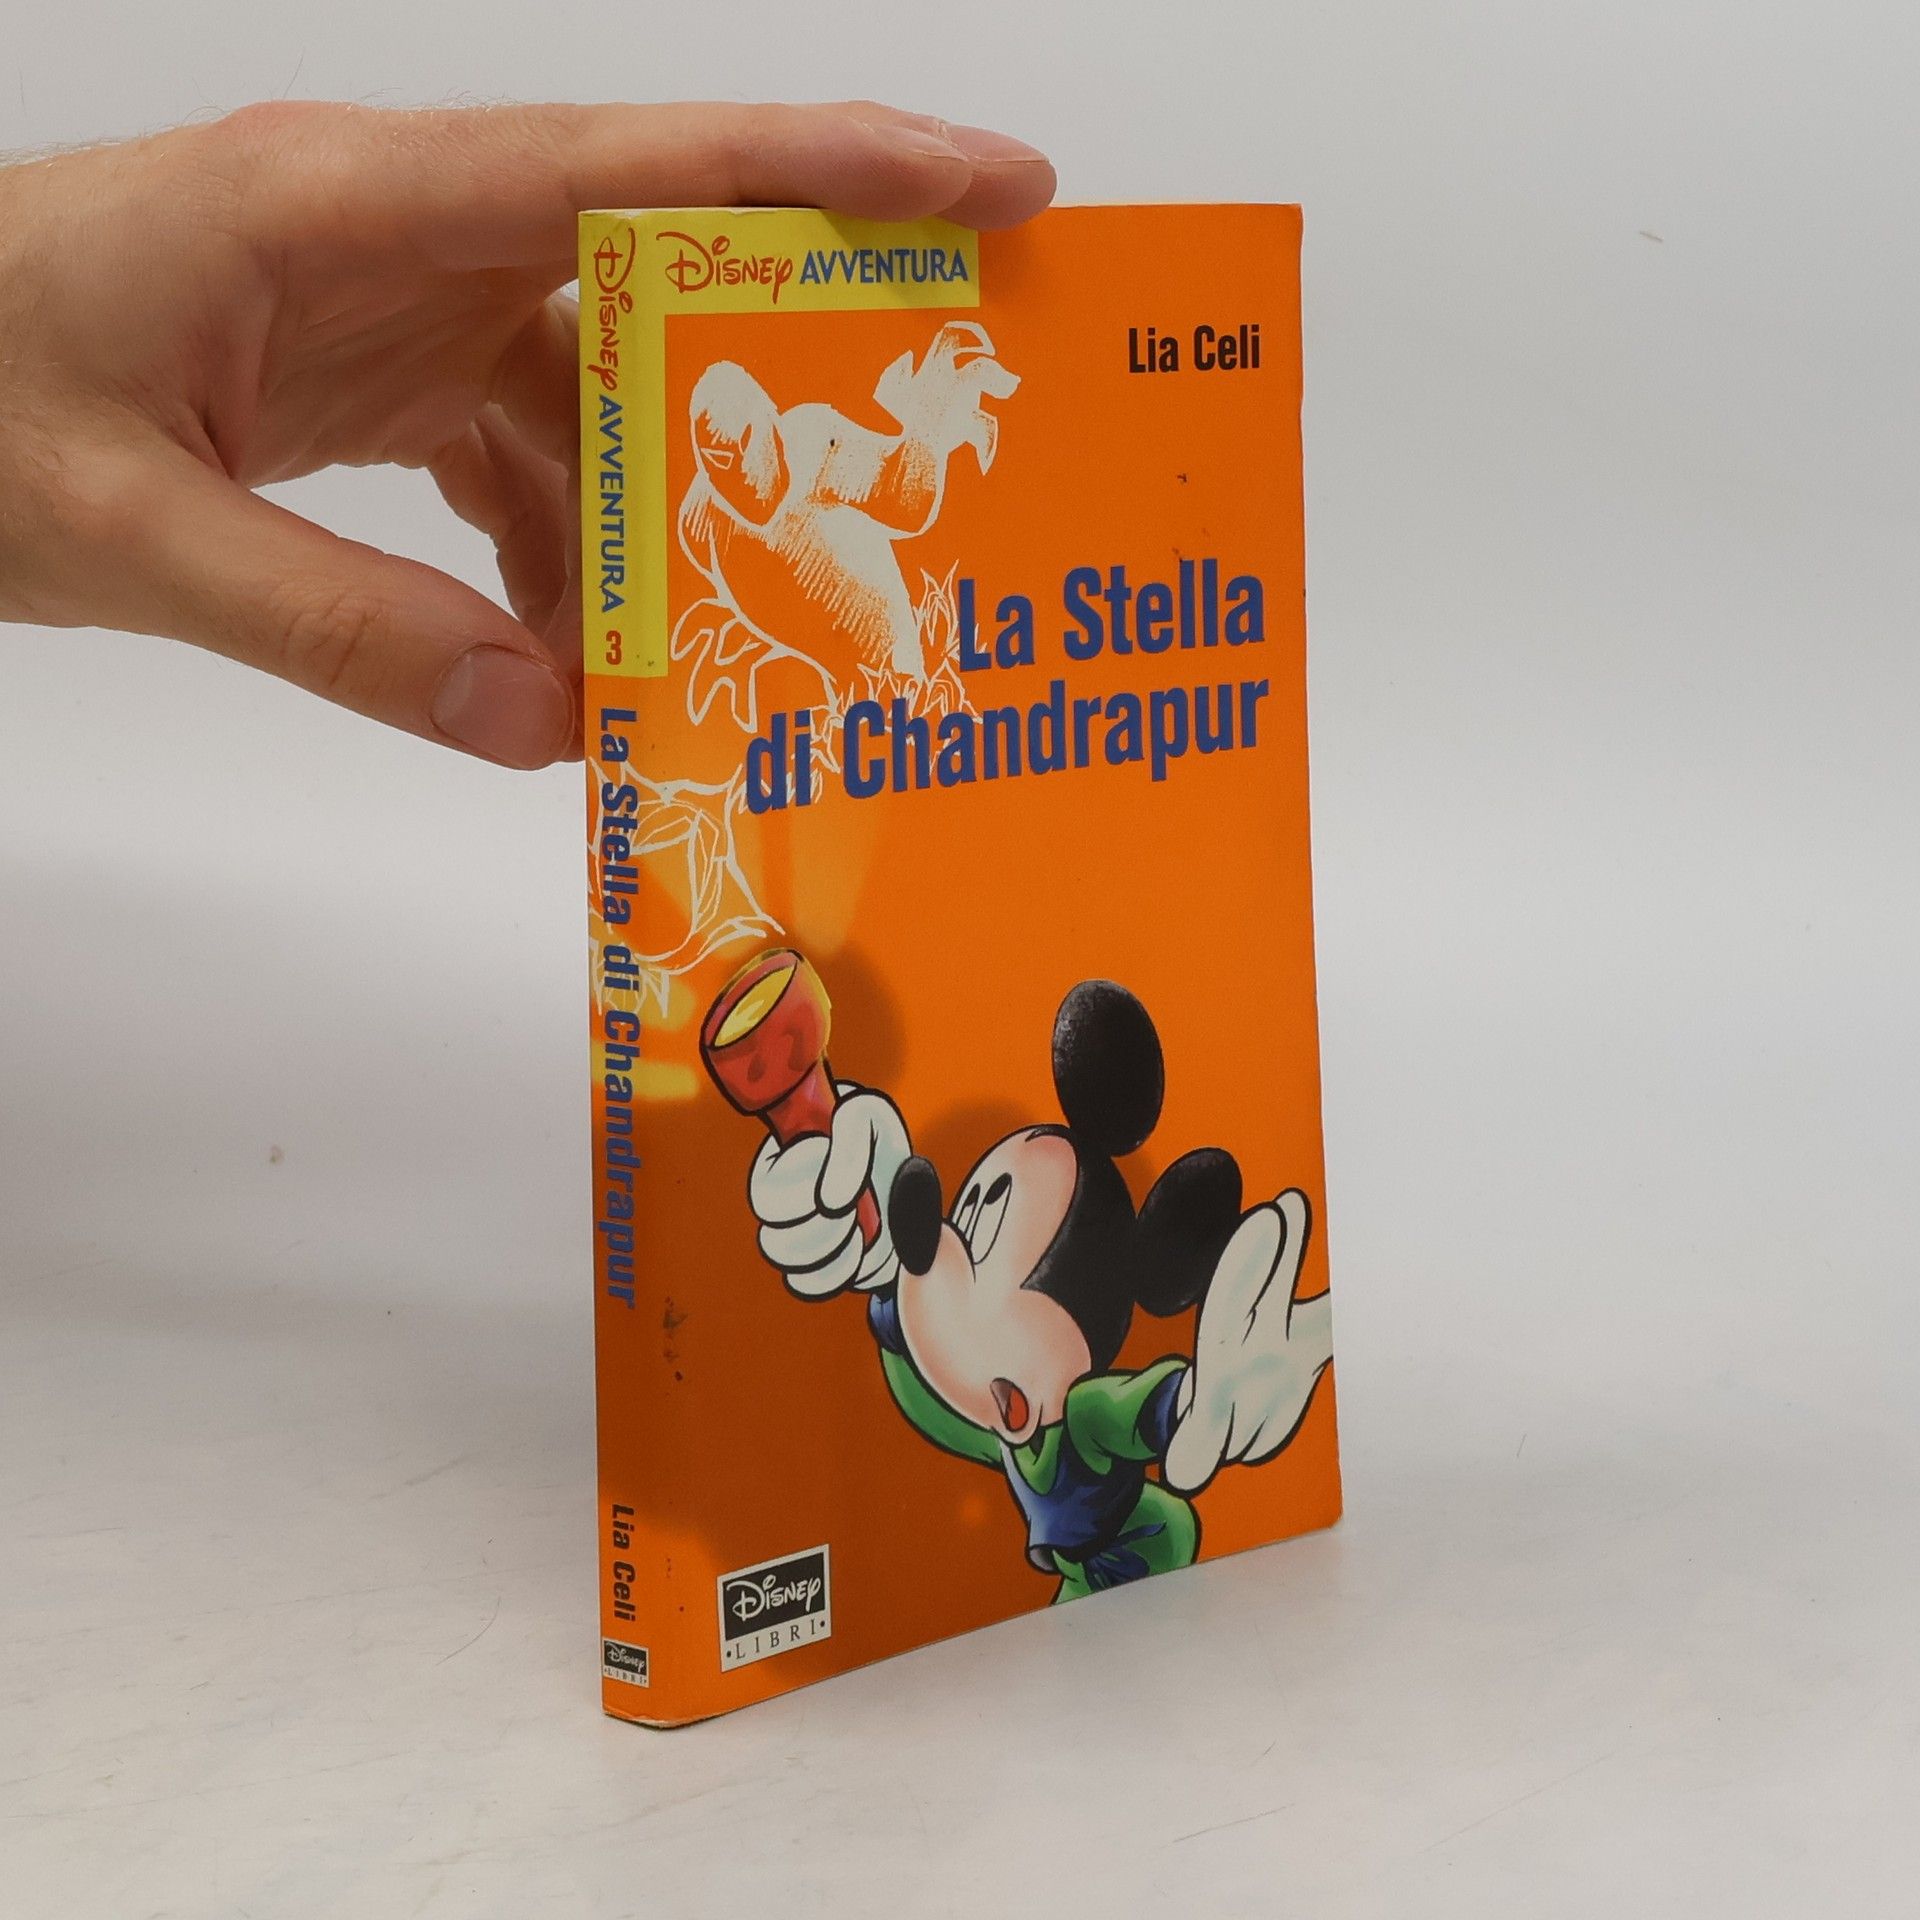 Disney AVVENTURA
Lia Celi
La Stella
di Chandrapur
Disney
•LIBRI•
Disney AVVENTURA 3
La Stella di Chandrapur
Lia Celi
Disney
•LIBRI•